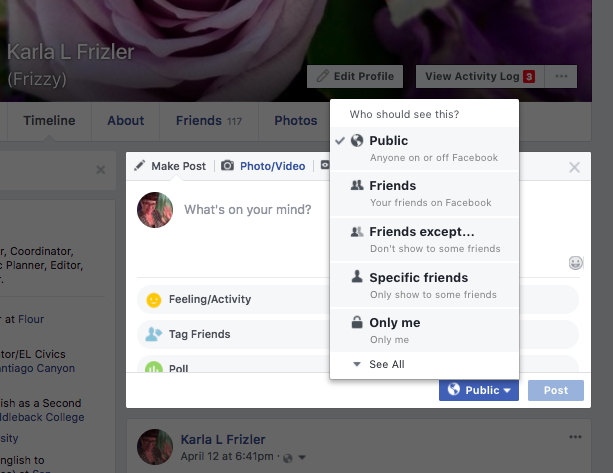 Karla L Frizler
(Frizzy)
Edit Profile
View Activity Log 3
Timeline About Friends 117 Photos
Make Post Photo/Video
What's on your mind?
Feeling/Activity
Tag Friends
Poll
Who should see this?
Public
Anyone on or off Facebook
Friends
Your friends on Facebook
Friends except...
Don't show to some friends
Specific friends
Only show to some friends
Only me
Only me
See All
Public Post
r, Coordinator,
c Planner, Editor,
r at Flour
tor/EL Civics
antiago Canyon
lish as a Second
ddleback College
sity
nglish to
Karla L Frizler
April 12 at 6:41pm